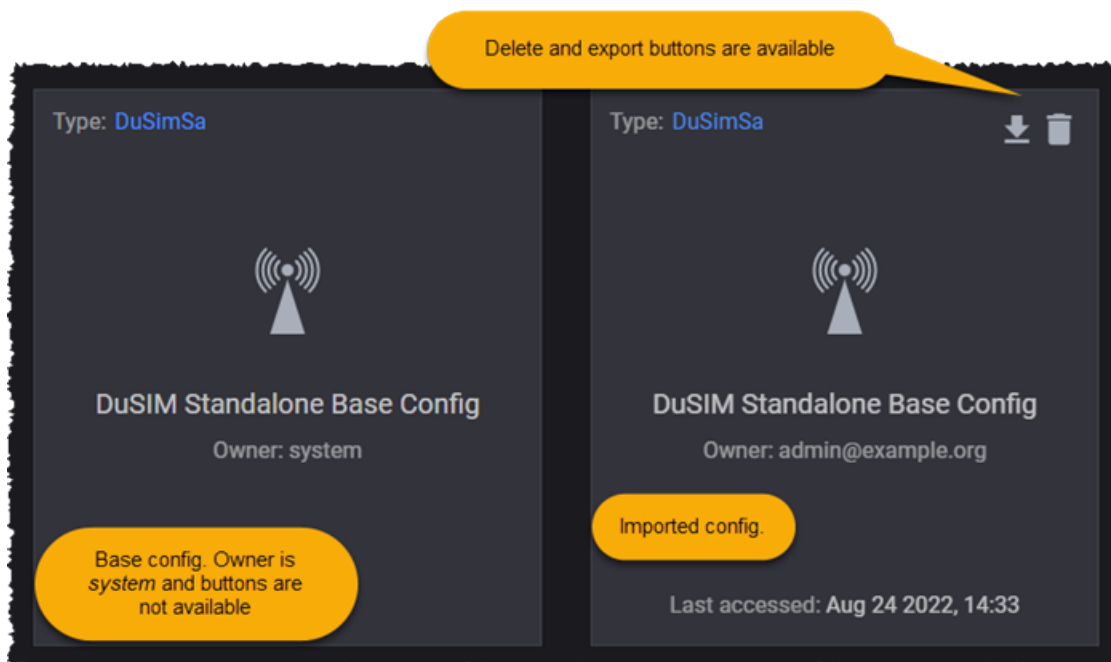 Delete and export buttons are available
Type: DuSimSa
DuSIM Standalone Base Config
Owner: system
Base config. Owner is
system and buttons are
not available
Type: DuSimSa
DuSIM Standalone Base Config
Owner: admin@example.org
Imported config.
Last accessed: Aug 24 2022, 14:33